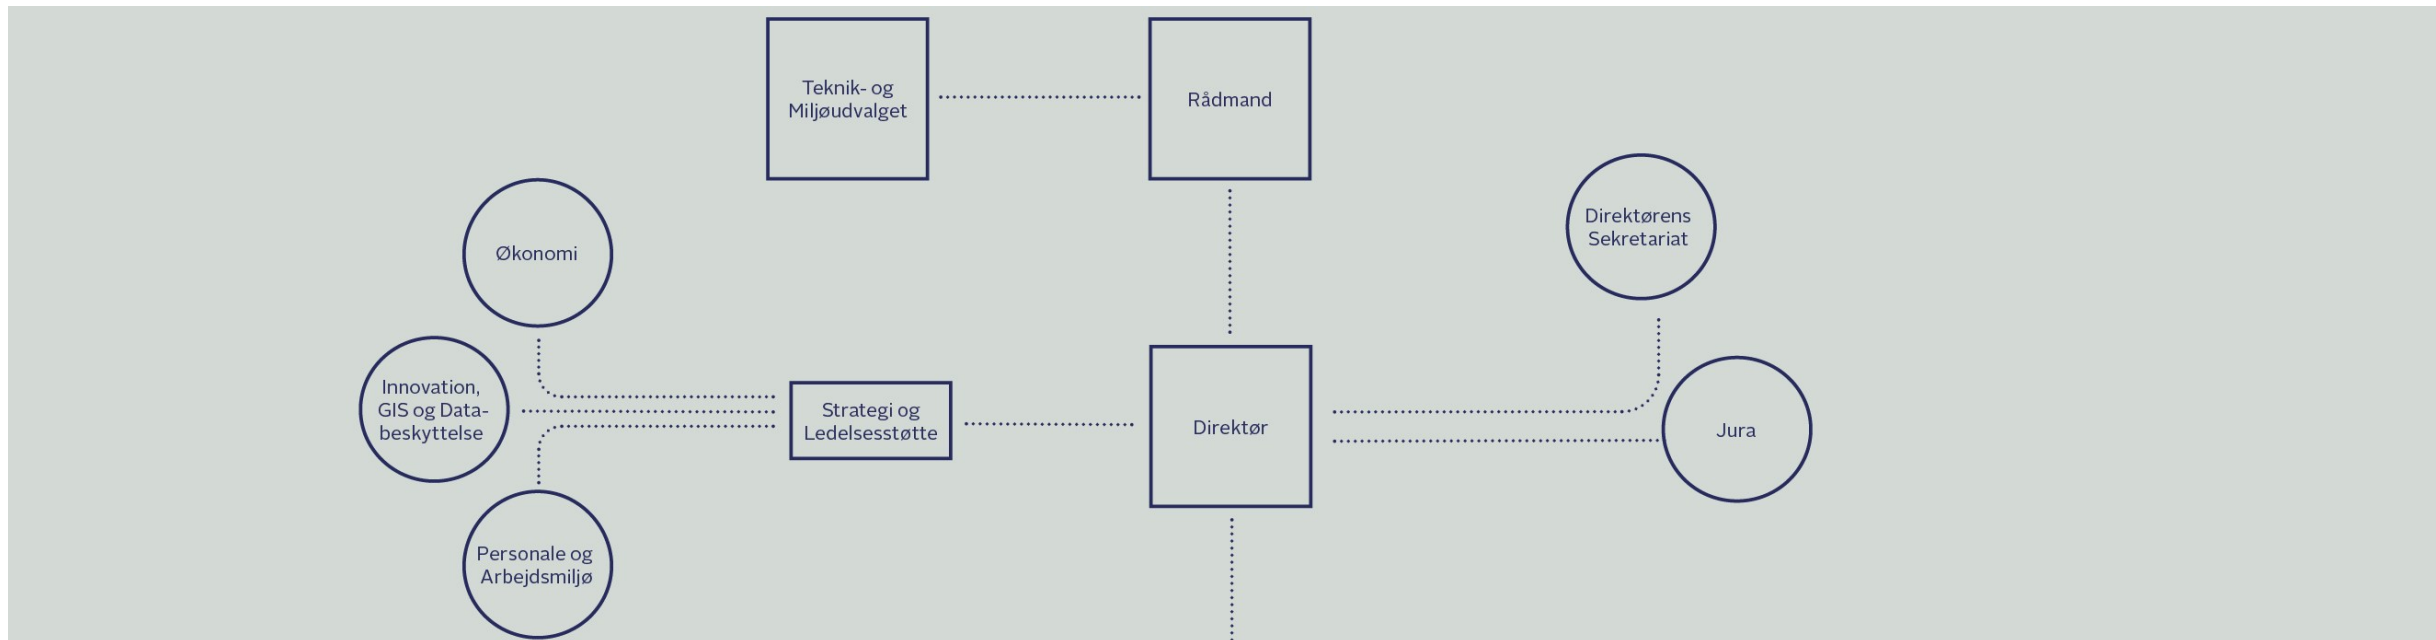 Teknik- og
Miljøudvalget
Rådmand
Direktørens
Sekretariat
Økonomi
Innovation,
GIS og Data-
beskyttelse
Strategi og
Ledelsesstøtte
Direktør
Jura
Personale og
Arbejdsmiljø